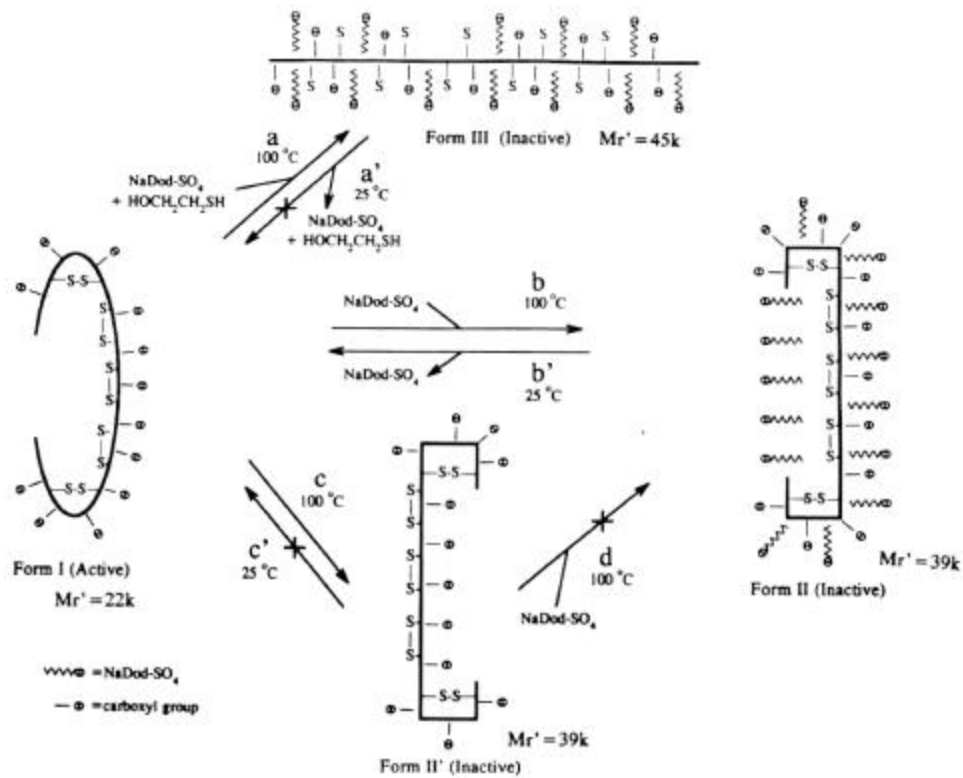 Form III (Inactive) Mr' = 45k
a
100 °C
NaDod-SO₄
+ HOCH₂CH₂SH
a'
25 °C
NaDod-SO₄
+ HOCH₂CH₂SH
b
100 °C
NaDod-SO₄
NaDod-SO₄
b'
25 °C
c
100 °C
c'
25 °C
d
100 °C
NaDod-SO₄
Form I (Active)
Mr' = 22k
Mr' = 39k
Form II (Inactive)
Mr' = 39k
Form II' (Inactive)
⊖ = NaDod-SO₄
— ⊖ = carboxyl group
S S S S S S
S S S S S
S-S
S
S
S
S
S
S
S-S
S-S
S
S
S
S
S
S
S-S
S-S
S
S
S
S
S
S
S-S